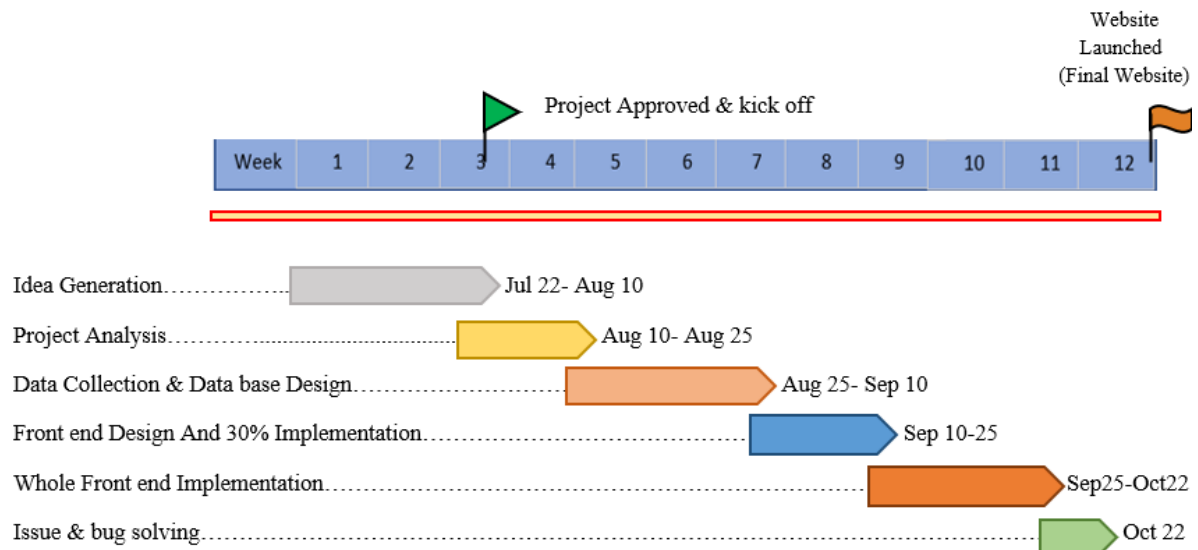 Website
Launched
(Final Website)
Project Approved & kick off
Week 1 2 3 4 5 6 7 8 9 10 11 12
Idea Generation…………….. Jul 22- Aug 10
Project Analysis………...................................... Aug 10- Aug 25
Data Collection & Data base Design………………………… Aug 25- Sep 10
Front end Design And 30% Implementation……………………………………… Sep 10-25
Whole Front end Implementation………………………………………………………………… Sep25-Oct22
Issue & bug solving…………………………………………………………………………………………… Oct 22